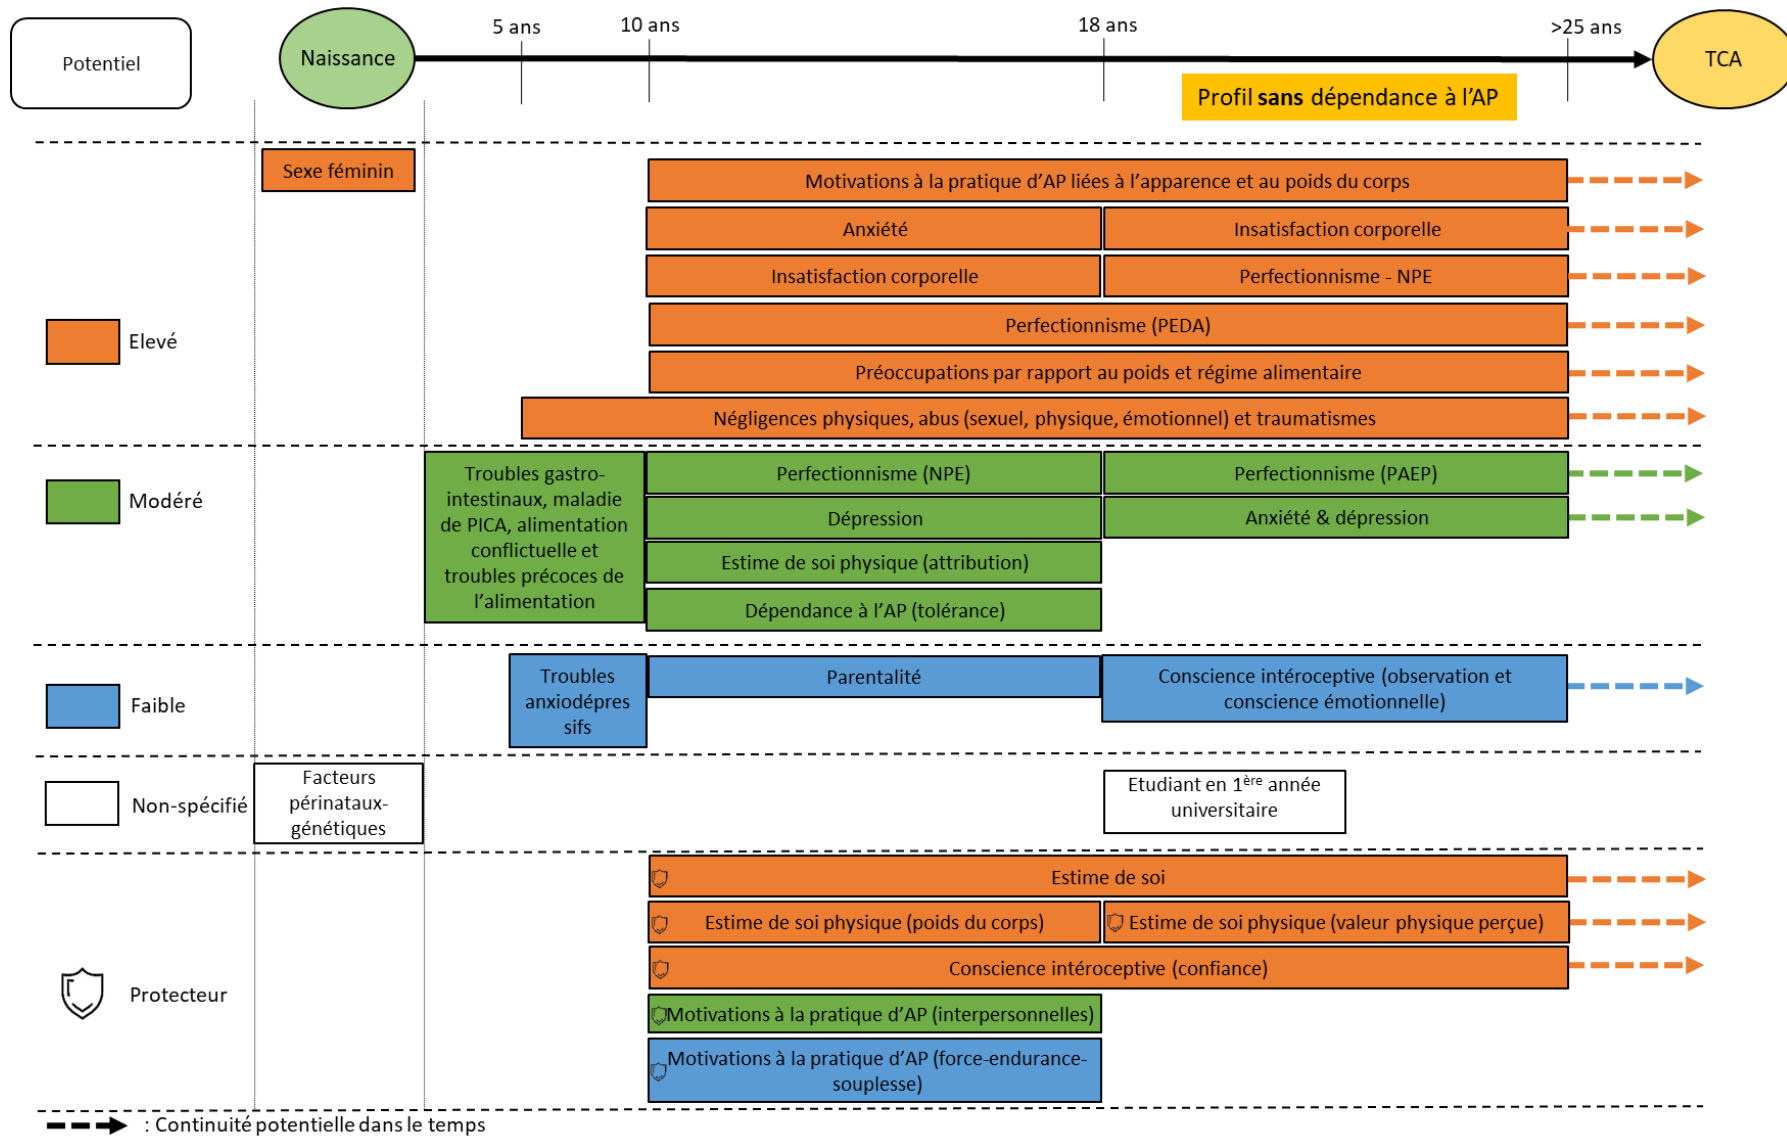 Potentiel
Naissance
5 ans
10 ans
18 ans
>25 ans
TCA
Profil sans dépendance à l'AP
Sexe féminin
Motivations à la pratique d'AP liées à l'apparence et au poids du corps
Anxiété
Insatisfaction corporelle
Insatisfaction corporelle
Perfectionnisme - NPE
Perfectionnisme (PEDA)
Elevé
Préoccupations par rapport au poids et régime alimentaire
Négligences physiques, abus (sexuel, physique, émotionnel) et traumatismes
Modéré
Troubles gastro-
intestinaux, maladie
de PICA, alimentation
conflictuelle et
troubles précoces de
l'alimentation
Perfectionnisme (NPE)
Perfectionnisme (PAEP)
Dépression
Anxiété & dépression
Estime de soi physique (attribution)
Dépendance à l'AP (tolérance)
Faible
Troubles
anxiodépres
sifs
Parentalité
Conscience intéroceptive (observation et
conscience émotionnelle)
Non-spécifié
Facteurs
périnataux-
génétiques
Etudiant en 1ère année
universitaire
Estime de soi
Estime de soi physique (poids du corps)
Estime de soi physique (valeur physique perçue)
Conscience intéroceptive (confiance)
Protecteur
Motivations à la pratique d'AP (interpersonnelles)
Motivations à la pratique d'AP (force-endurance-
souplesse)
: Continuité potentielle dans le temps